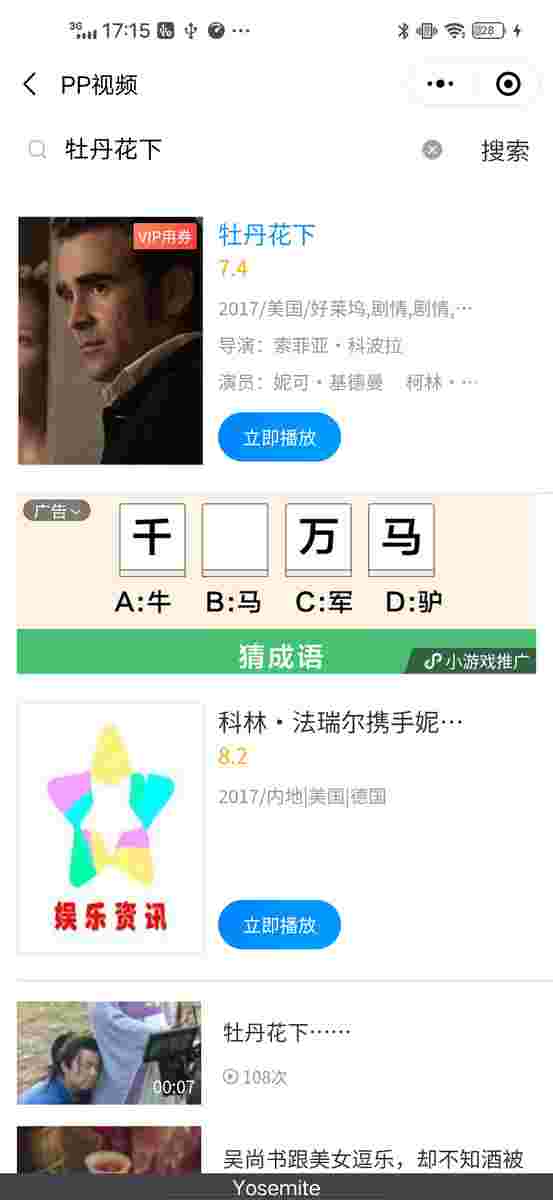 3G 17:15 28
PP视频
牡丹花下 搜索
VIP用券
牡丹花下
7.4
2017/美国/好莱坞,剧情,剧情,…
导演：索菲亚·科波拉
演员：妮可·基德曼 柯林·…
立即播放
广告
千 万 马
A:牛 B:马 C:军 D:驴
猜成语
小游戏推广
科林·法瑞尔携手妮…
8.2
2017/内地|美国|德国
娱乐资讯
立即播放
牡丹花下……
00:07
108次
吴尚书跟美女逗乐，却不知酒被
Yosemite